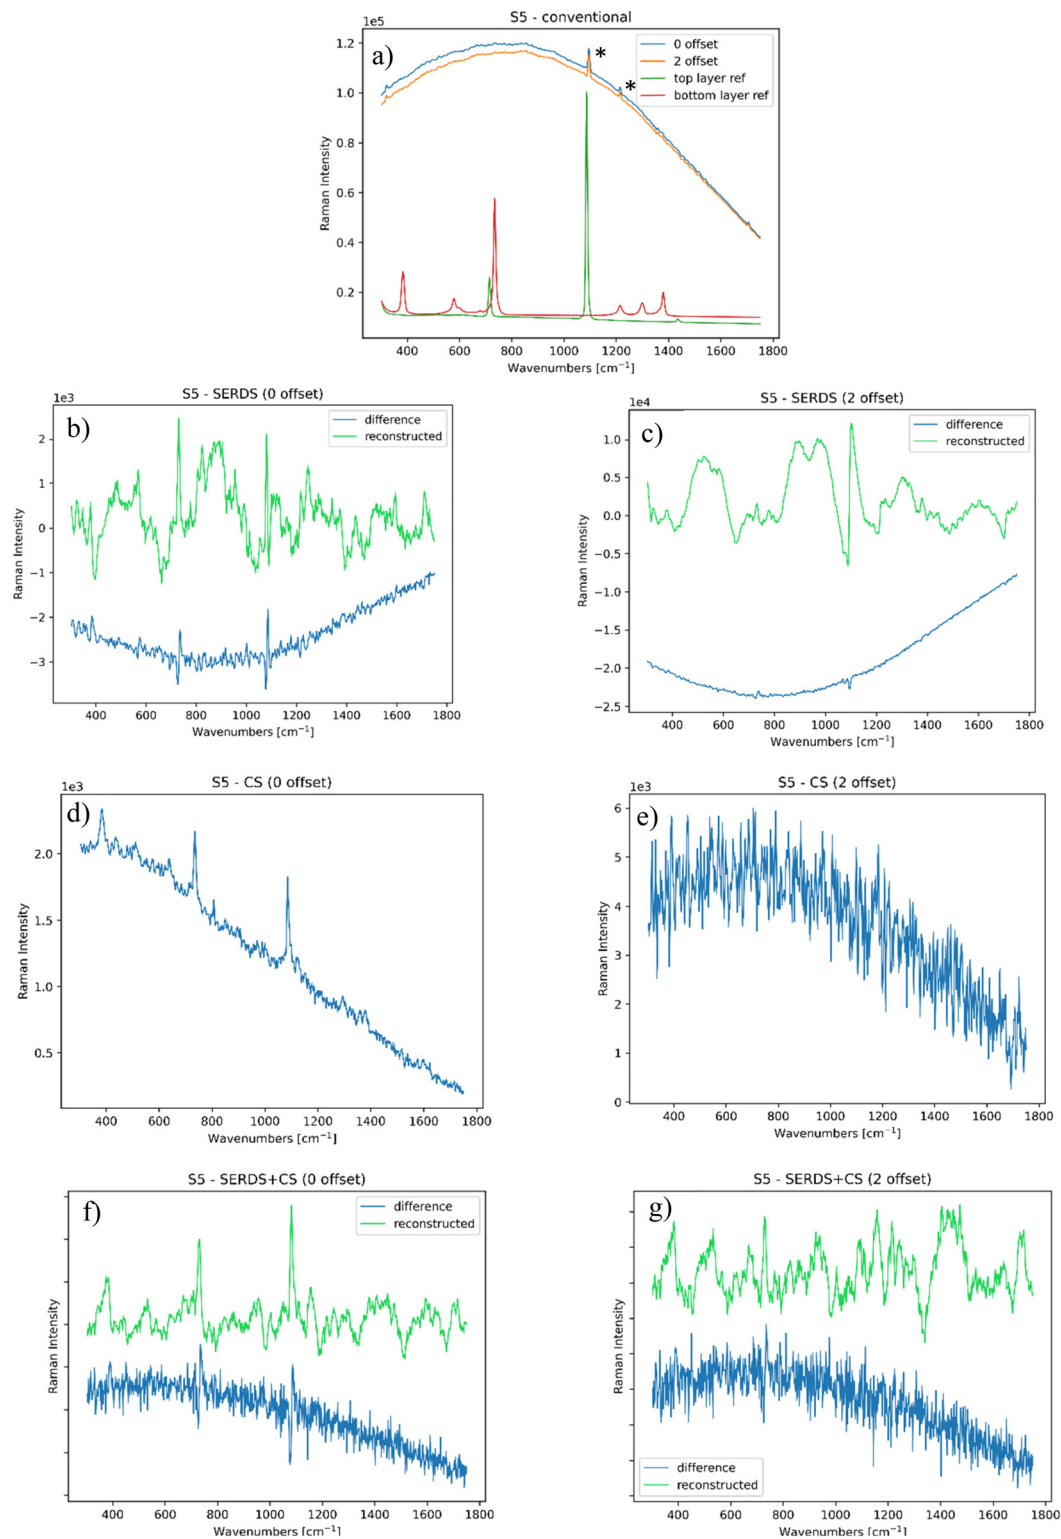 S5 - conventional
1e5
a)
*
*
0 offset
2 offset
top layer ref
bottom layer ref
1.2
1.0
0.8
0.6
0.4
0.2
Raman Intensity
400 600 800 1000 1200 1400 1600 1800
Wavenumbers [cm⁻¹]
S5 - SERDS (0 offset)
1e3
b)
difference
reconstructed
2
1
0
−1
−2
−3
Raman Intensity
400 600 800 1000 1200 1400 1600 1800
Wavenumbers [cm⁻¹]
S5 - SERDS (2 offset)
1e4
c)
difference
reconstructed
1.0
0.5
0.0
−0.5
−1.0
−1.5
−2.0
−2.5
Raman Intensity
400 600 800 1000 1200 1400 1600 1800
Wavenumbers [cm⁻¹]
S5 - CS (0 offset)
1e3
d)
2.0
1.5
1.0
0.5
Raman Intensity
400 600 800 1000 1200 1400 1600 1800
Wavenumbers [cm⁻¹]
S5 - CS (2 offset)
1e3
e)
6
5
4
3
2
1
0
Raman Intensity
400 600 800 1000 1200 1400 1600 1800
Wavenumbers [cm⁻¹]
S5 - SERDS+CS (0 offset)
f)
difference
reconstructed
Raman Intensity
400 600 800 1000 1200 1400 1600 1800
Wavenumbers [cm⁻¹]
S5 - SERDS+CS (2 offset)
g)
difference
reconstructed
Raman Intensity
400 600 800 1000 1200 1400 1600 1800
Wavenumbers [cm⁻¹]